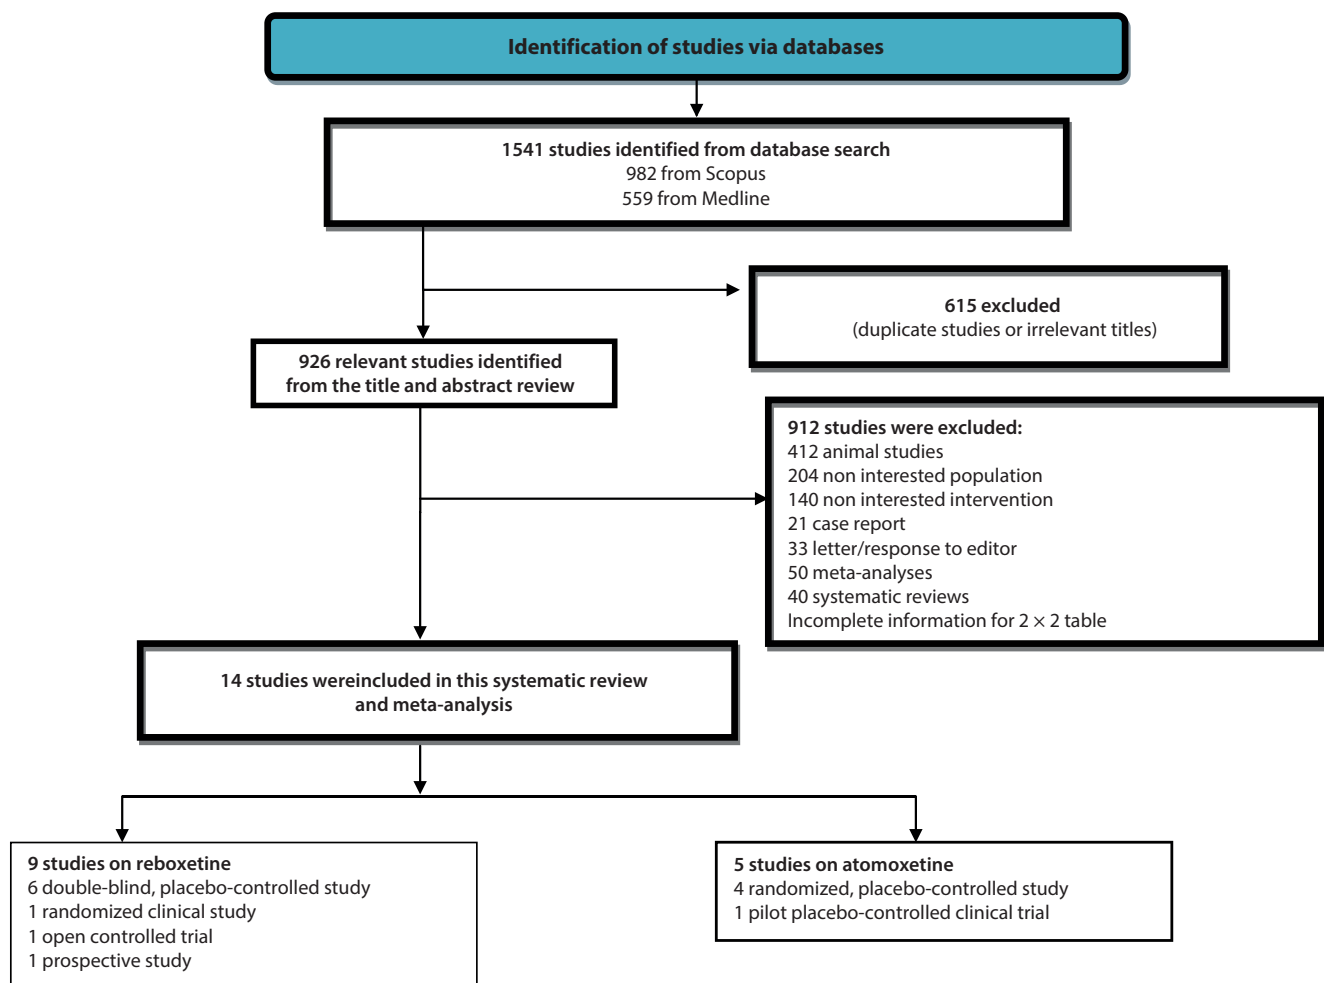 Identification of studies via databases
1541 studies identified from database search
982 from Scopus
559 from Medline
615 excluded
(duplicate studies or irrelevant titles)
926 relevant studies identified
from the title and abstract review
912 studies were excluded:
412 animal studies
204 non interested population
140 non interested intervention
21 case report
33 letter/response to editor
50 meta-analyses
40 systematic reviews
Incomplete information for 2 × 2 table
14 studies wereincluded in this systematic review
and meta-analysis
9 studies on reboxetine
6 double-blind, placebo-controlled study
1 randomized clinical study
1 open controlled trial
1 prospective study
5 studies on atomoxetine
4 randomized, placebo-controlled study
1 pilot placebo-controlled clinical trial